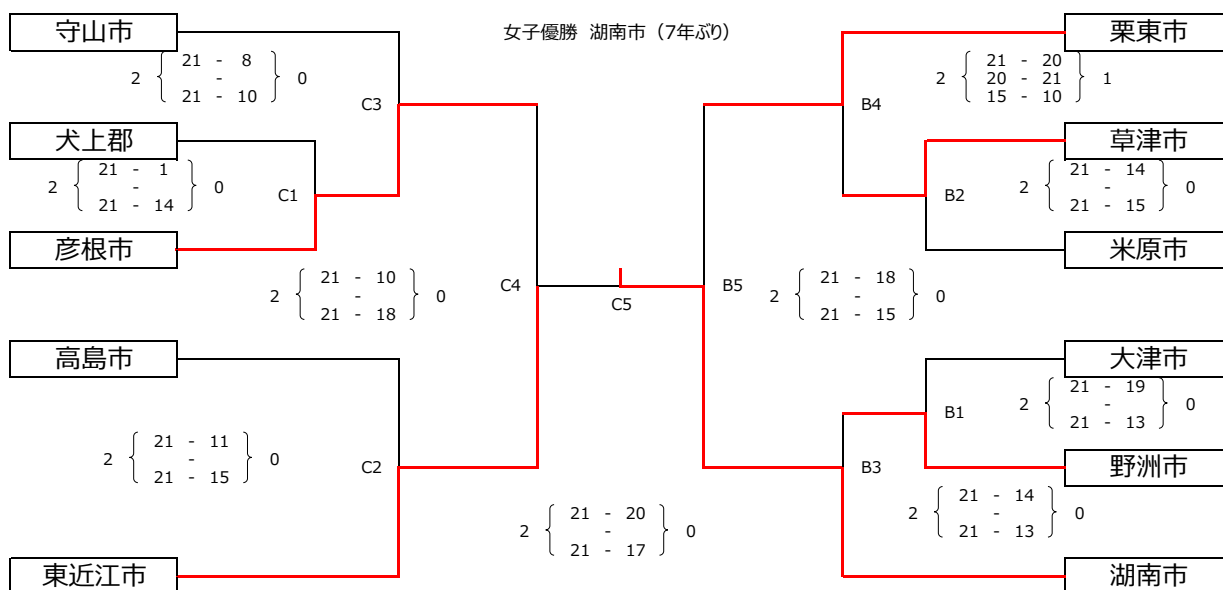 守山市
女子優勝 湖南市（7年ぶり）
栗東市
21 - 8
2 - 0
21 - 10
C3
21 - 20
2 20 - 21 1
15 - 10
B4
犬上郡
草津市
21 - 1
2 - 0
21 - 14
C1
21 - 14
2 - 0
21 - 15
B2
彦根市
米原市
21 - 10
2 - 0
21 - 18
C4
C5
B5
21 - 18
2 - 0
21 - 15
高島市
大津市
21 - 19
2 - 0
21 - 13
B1
21 - 11
2 - 0
21 - 15
C2
B3
野洲市
21 - 14
2 - 0
21 - 13
21 - 20
2 - 0
21 - 17
東近江市
湖南市